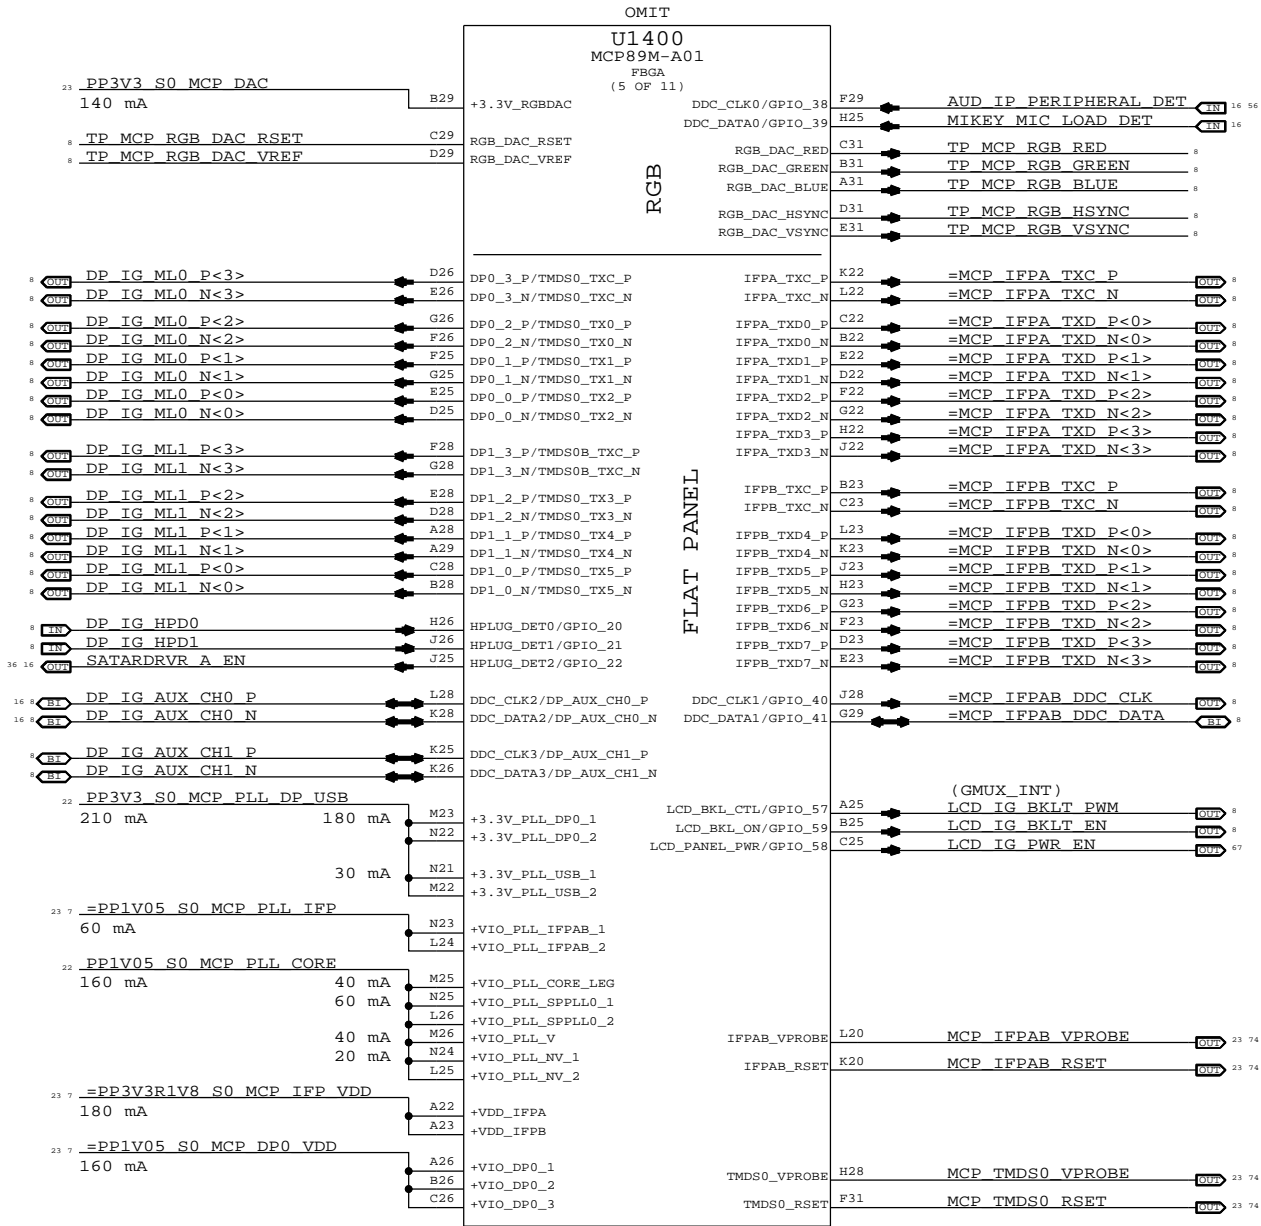 OMIT
U1400
MCP89M-A01
FBGA
(5 OF 11)
23 PP3V3_S0_MCP_DAC
140 mA B29 +3.3V_RGBDAC DDC_CLK0/GPIO_38 F29 AUD_IP_PERIPHERAL_DET IN 16 56
DDC_DATA0/GPIO_39 H25 MIKEY_MIC_LOAD_DET IN 16
8 TP_MCP_RGB_DAC_RSET C29 RGB_DAC_RSET RGB_DAC_RED C31 TP_MCP_RGB_RED 8
8 TP_MCP_RGB_DAC_VREF D29 RGB_DAC_VREF RGB_DAC_GREEN B31 TP_MCP_RGB_GREEN 8
RGB_DAC_BLUE A31 TP_MCP_RGB_BLUE 8
RGB
RGB_DAC_HSYNC D31 TP_MCP_RGB_HSYNC 8
RGB_DAC_VSYNC E31 TP_MCP_RGB_VSYNC 8
8 OUT DP_IG_ML0_P<3> D26 DP0_3_P/TMDS0_TXC_P IFPA_TXC_P K22 =MCP_IFPA_TXC_P OUT 8
8 OUT DP_IG_ML0_N<3> E26 DP0_3_N/TMDS0_TXC_N IFPA_TXC_N L22 =MCP_IFPA_TXC_N OUT 8
8 OUT DP_IG_ML0_P<2> G26 DP0_2_P/TMDS0_TX0_P IFPA_TXD0_P C22 =MCP_IFPA_TXD_P<0> OUT 8
8 OUT DP_IG_ML0_N<2> F26 DP0_2_N/TMDS0_TX0_N IFPA_TXD0_N B22 =MCP_IFPA_TXD_N<0> OUT 8
8 OUT DP_IG_ML0_P<1> F25 DP0_1_P/TMDS0_TX1_P IFPA_TXD1_P E22 =MCP_IFPA_TXD_P<1> OUT 8
8 OUT DP_IG_ML0_N<1> G25 DP0_1_N/TMDS0_TX1_N IFPA_TXD1_N D22 =MCP_IFPA_TXD_N<1> OUT 8
8 OUT DP_IG_ML0_P<0> E25 DP0_0_P/TMDS0_TX2_P IFPA_TXD2_P F22 =MCP_IFPA_TXD_P<2> OUT 8
8 OUT DP_IG_ML0_N<0> D25 DP0_0_N/TMDS0_TX2_N IFPA_TXD2_N G22 =MCP_IFPA_TXD_N<2> OUT 8
IFPA_TXD3_P H22 =MCP_IFPA_TXD_P<3> OUT 8
8 OUT DP_IG_ML1_P<3> F28 DP1_3_P/TMDS0B_TXC_P IFPA_TXD3_N J22 =MCP_IFPA_TXD_N<3> OUT 8
8 OUT DP_IG_ML1_N<3> G28 DP1_3_N/TMDS0B_TXC_N
IFPB_TXC_P B23 =MCP_IFPB_TXC_P OUT 8
8 OUT DP_IG_ML1_P<2> E28 DP1_2_P/TMDS0_TX3_P IFPB_TXC_N C23 =MCP_IFPB_TXC_N OUT 8
8 OUT DP_IG_ML1_N<2> D28 DP1_2_N/TMDS0_TX3_N
8 OUT DP_IG_ML1_P<1> A28 DP1_1_P/TMDS0_TX4_P IFPB_TXD4_P L23 =MCP_IFPB_TXD_P<0> OUT 8
8 OUT DP_IG_ML1_N<1> A29 DP1_1_N/TMDS0_TX4_N IFPB_TXD4_N K23 =MCP_IFPB_TXD_N<0> OUT 8
8 OUT DP_IG_ML1_P<0> C28 DP1_0_P/TMDS0_TX5_P IFPB_TXD5_P J23 =MCP_IFPB_TXD_P<1> OUT 8
8 OUT DP_IG_ML1_N<0> B28 DP1_0_N/TMDS0_TX5_N IFPB_TXD5_N H23 =MCP_IFPB_TXD_N<1> OUT 8
FLAT PANEL
IFPB_TXD6_P G23 =MCP_IFPB_TXD_P<2> OUT 8
8 IN DP_IG_HPD0 H26 HPLUG_DET0/GPIO_20 IFPB_TXD6_N F23 =MCP_IFPB_TXD_N<2> OUT 8
8 IN DP_IG_HPD1 J26 HPLUG_DET1/GPIO_21 IFPB_TXD7_P D23 =MCP_IFPB_TXD_P<3> OUT 8
36 16 OUT SATARDRVR_A_EN J25 HPLUG_DET2/GPIO_22 IFPB_TXD7_N E23 =MCP_IFPB_TXD_N<3> OUT 8
16 8 BI DP_IG_AUX_CH0_P L28 DDC_CLK2/DP_AUX_CH0_P DDC_CLK1/GPIO_40 J28 =MCP_IFPAB_DDC_CLK OUT 8
16 8 BI DP_IG_AUX_CH0_N K28 DDC_DATA2/DP_AUX_CH0_N DDC_DATA1/GPIO_41 G29 =MCP_IFPAB_DDC_DATA BI 8
8 BI DP_IG_AUX_CH1_P K25 DDC_CLK3/DP_AUX_CH1_P
8 BI DP_IG_AUX_CH1_N K26 DDC_DATA3/DP_AUX_CH1_N
(GMUX_INT)
22 PP3V3_S0_MCP_PLL_DP_USB LCD_BKL_CTL/GPIO_57 A25 LCD_IG_BKLT_PWM OUT 8
210 mA 180 mA M23 +3.3V_PLL_DP0_1 LCD_BKL_ON/GPIO_59 B25 LCD_IG_BKLT_EN OUT 8
N22 +3.3V_PLL_DP0_2 LCD_PANEL_PWR/GPIO_58 C25 LCD_IG_PWR_EN OUT 67
30 mA N21 +3.3V_PLL_USB_1
M22 +3.3V_PLL_USB_2
23 7 =PP1V05_S0_MCP_PLL_IFP
60 mA N23 +VIO_PLL_IFPAB_1
L24 +VIO_PLL_IFPAB_2
22 PP1V05_S0_MCP_PLL_CORE
160 mA 40 mA M25 +VIO_PLL_CORE_LEG
60 mA N25 +VIO_PLL_SPPLL0_1
L26 +VIO_PLL_SPPLL0_2
40 mA M26 +VIO_PLL_V IFPAB_VPROBE L20 MCP_IFPAB_VPROBE OUT 23 74
20 mA N24 +VIO_PLL_NV_1 IFPAB_RSET K20 MCP_IFPAB_RSET OUT 23 74
L25 +VIO_PLL_NV_2
23 7 =PP3V3R1V8_S0_MCP_IFP_VDD
180 mA A22 +VDD_IFPA
A23 +VDD_IFPB
23 7 =PP1V05_S0_MCP_DP0_VDD
160 mA A26 +VIO_DP0_1 TMDS0_VPROBE H28 MCP_TMDS0_VPROBE OUT 23 74
B26 +VIO_DP0_2
C26 +VIO_DP0_3 TMDS0_RSET F31 MCP_TMDS0_RSET OUT 23 74